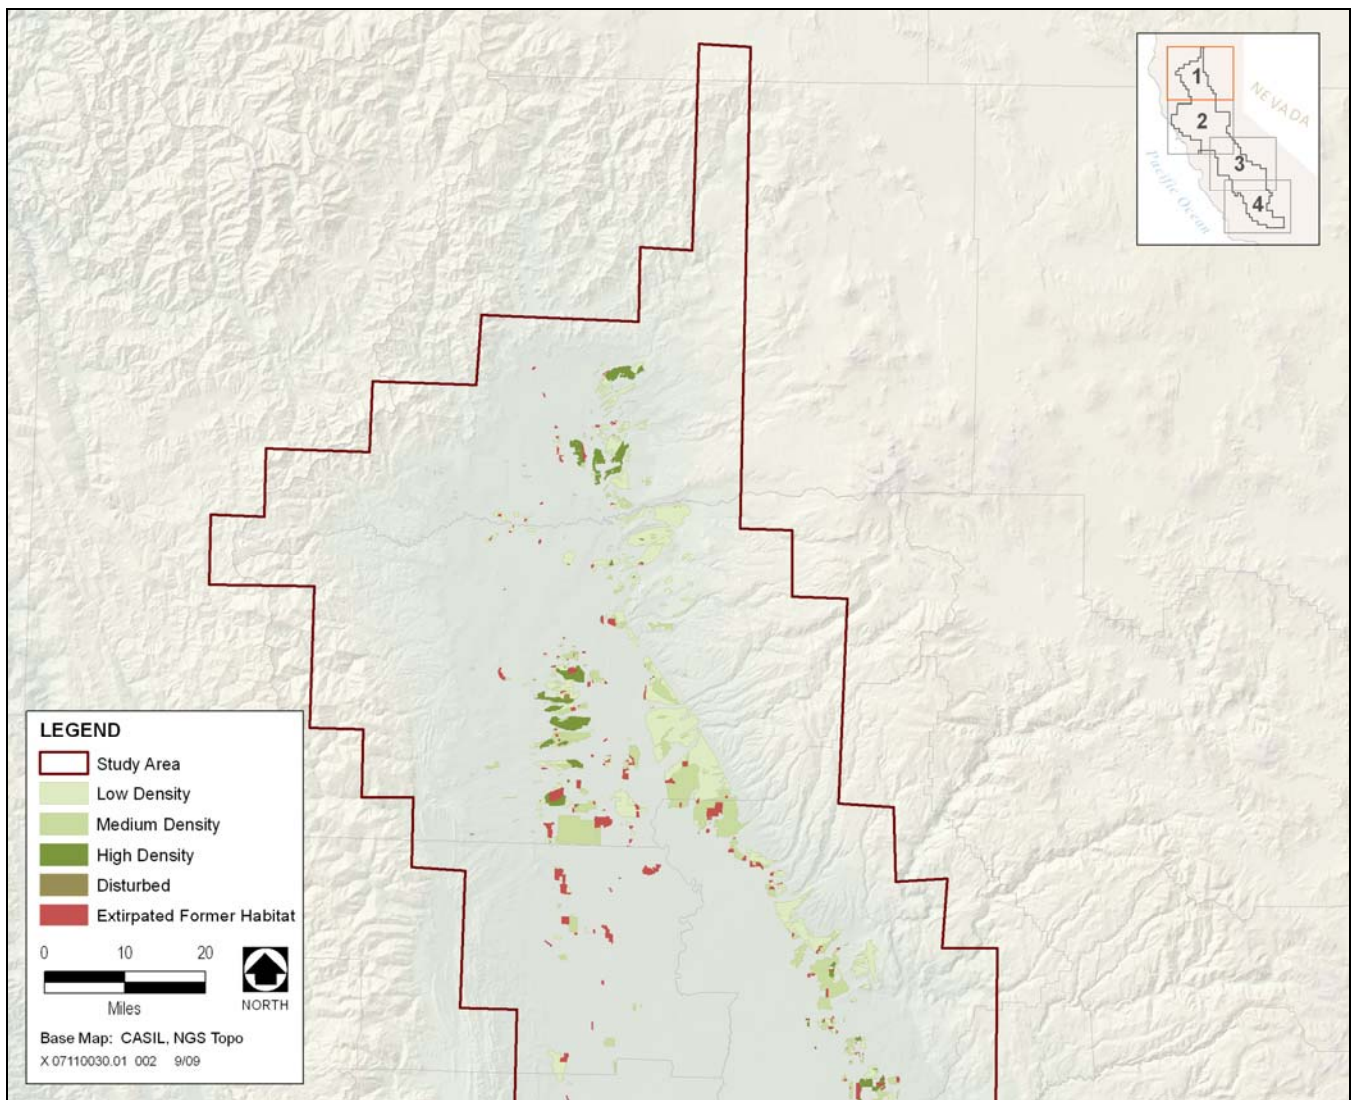 1
2
3
4
NEVADA
Pacific Ocean
LEGEND
Study Area
Low Density
Medium Density
High Density
Disturbed
Extirpated Former Habitat
0 10 20
Miles
NORTH
Base Map: CASIL, NGS Topo
X 07110030.01 002 9/09